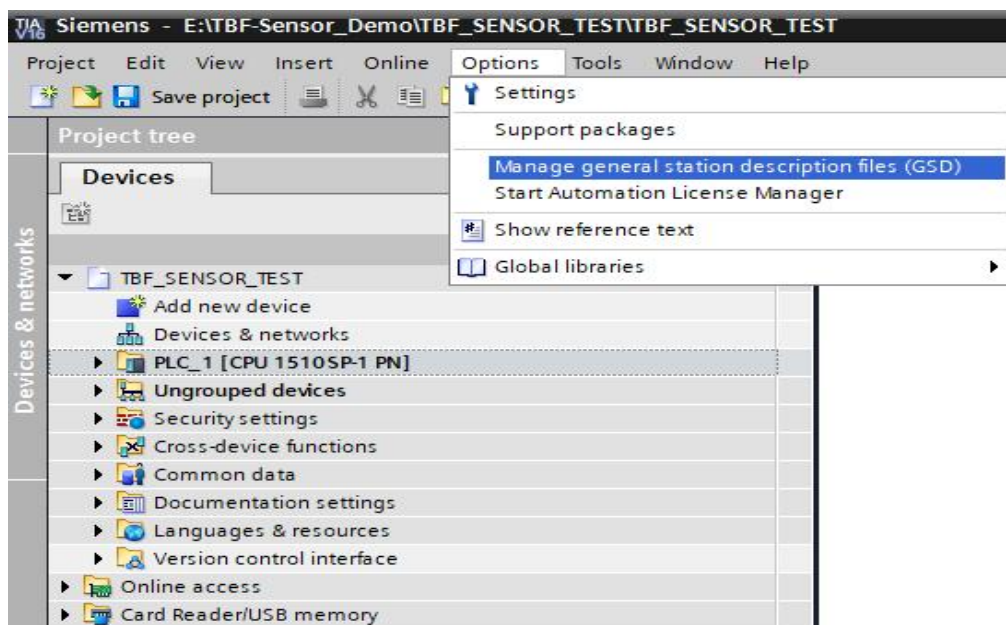 TIA V16 Siemens - E:\TBF-Sensor_Demo\TBF_SENSOR_TEST\TBF_SENSOR_TEST
Project Edit View Insert Online Options Tools Window Help
Save project
Settings
Support packages
Manage general station description files (GSD)
Start Automation License Manager
Show reference text
Global libraries
Project tree
Devices
Devices & networks
TBF_SENSOR_TEST
Add new device
Devices & networks
PLC_1 [CPU 1510SP-1 PN]
Ungrouped devices
Security settings
Cross-device functions
Common data
Documentation settings
Languages & resources
Version control interface
Online access
Card Reader/USB memory